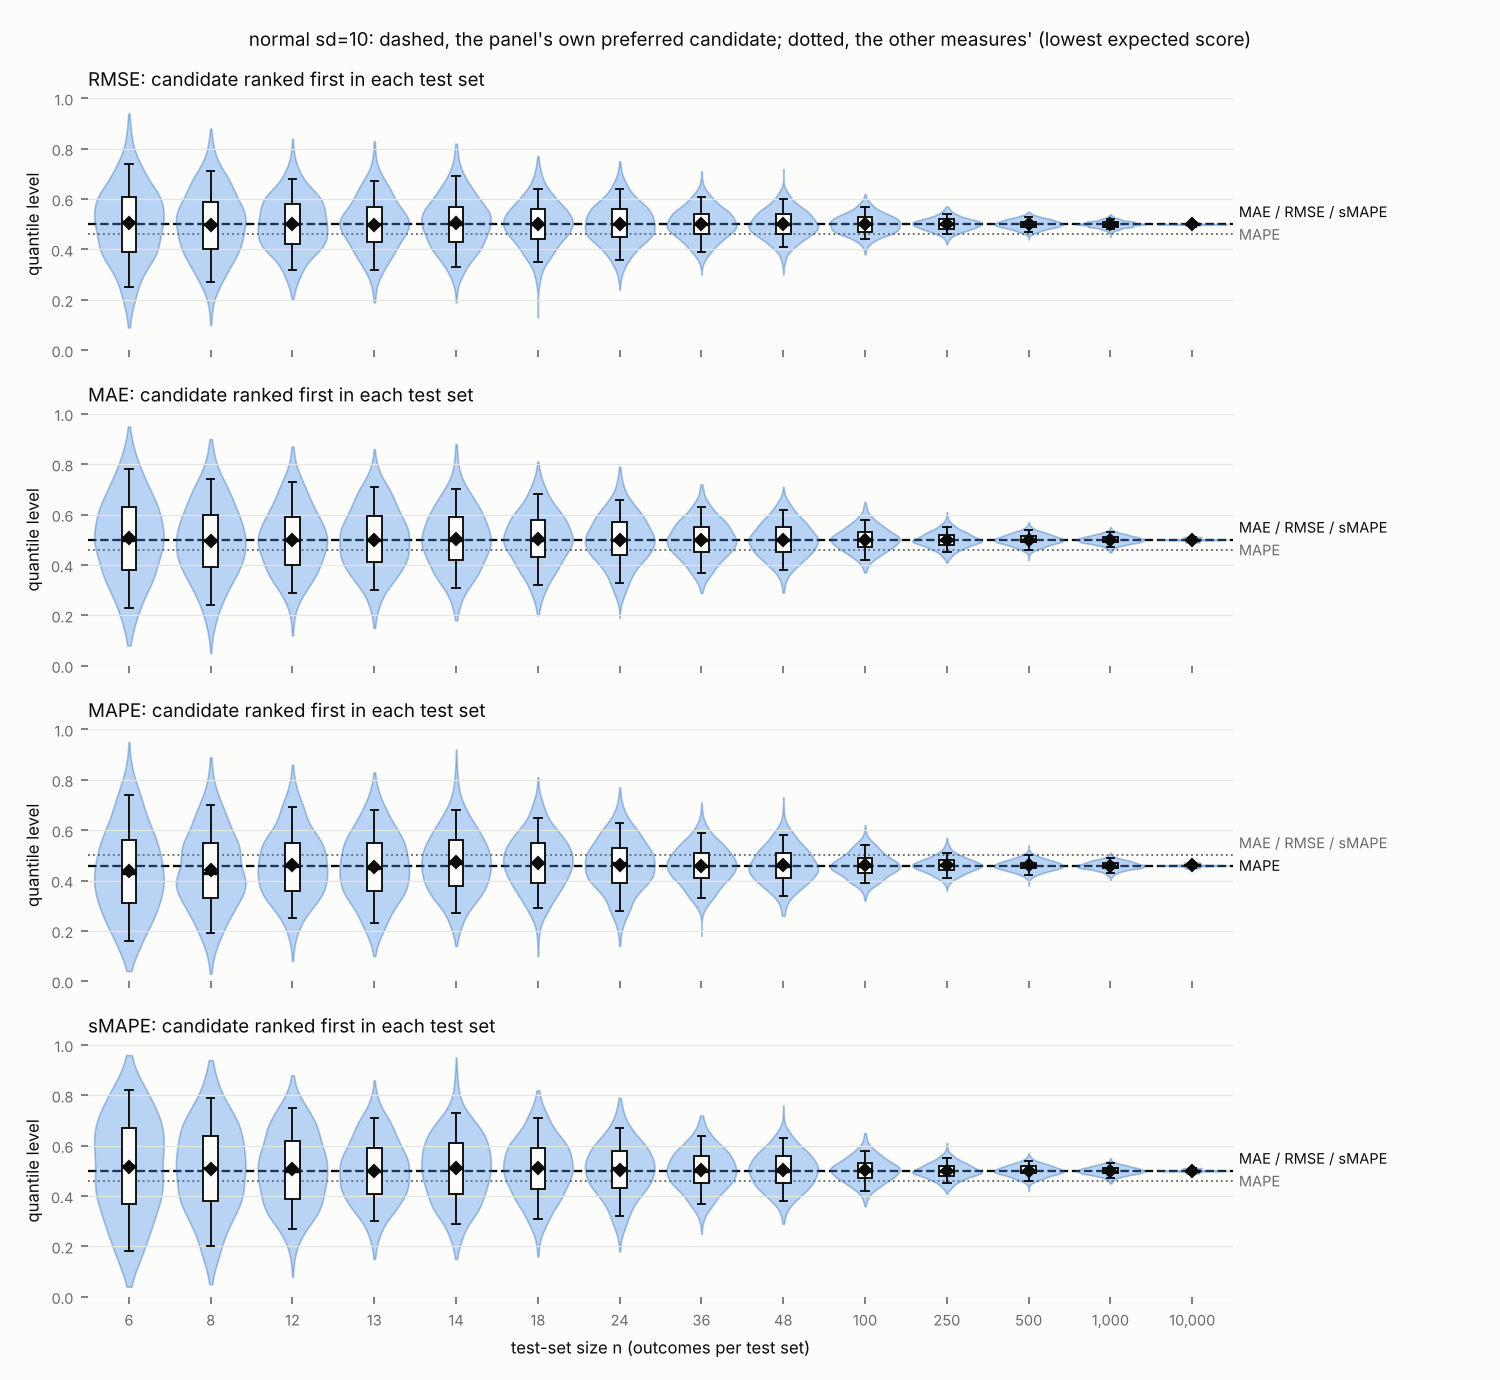 normal sd=10: dashed, the panel's own preferred candidate; dotted, the other measures' (lowest expected score)
RMSE: candidate ranked first in each test set
1.0
0.8
0.6
0.4
0.2
0.0
quantile level
MAE / RMSE / sMAPE
MAPE
MAE: candidate ranked first in each test set
1.0
0.8
0.6
0.4
0.2
0.0
quantile level
MAE / RMSE / sMAPE
MAPE
MAPE: candidate ranked first in each test set
1.0
0.8
0.6
0.4
0.2
0.0
quantile level
MAE / RMSE / sMAPE
MAPE
sMAPE: candidate ranked first in each test set
1.0
0.8
0.6
0.4
0.2
0.0
quantile level
MAE / RMSE / sMAPE
MAPE
6 8 12 13 14 18 24 36 48 100 250 500 1,000 10,000
test-set size n (outcomes per test set)